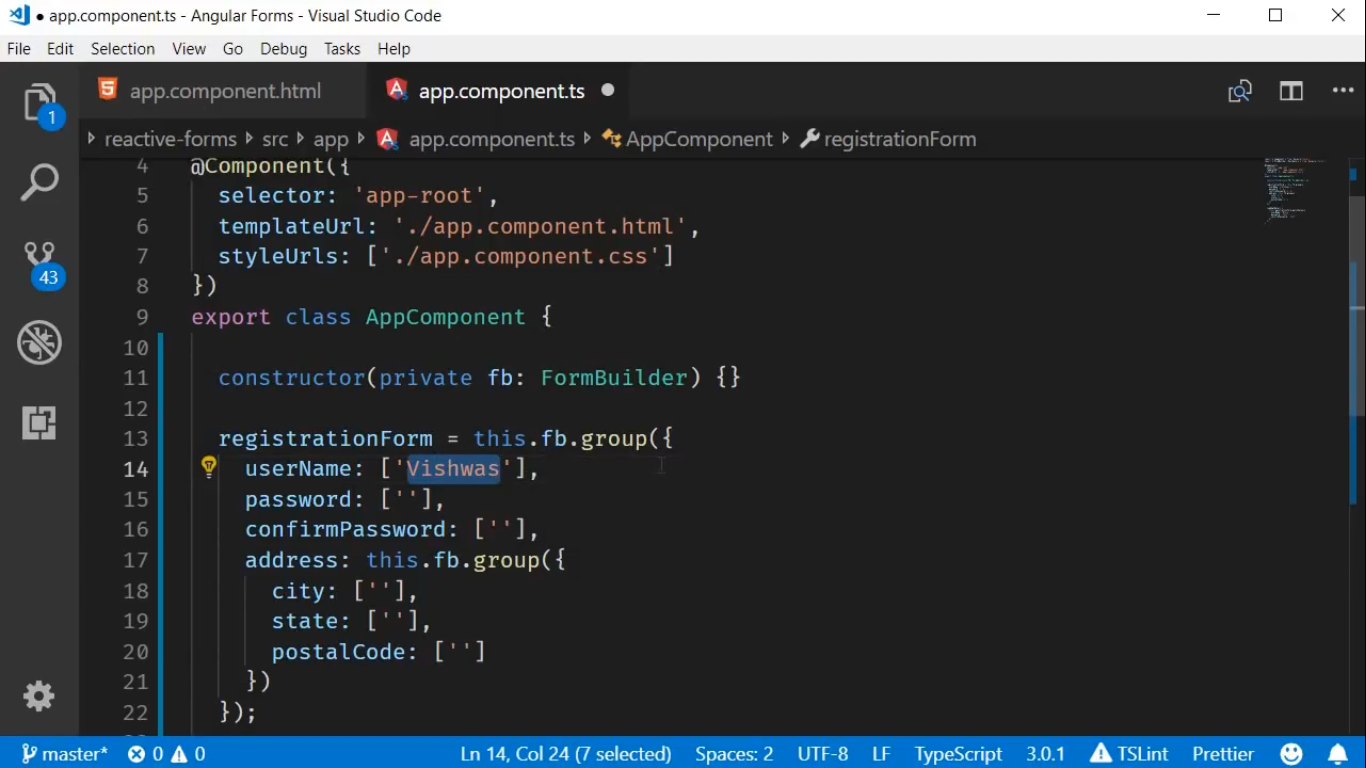 app.component.ts - Angular Forms - Visual Studio Code
File Edit Selection View Go Debug Tasks Help
app.component.html app.component.ts
reactive-forms src app app.component.ts AppComponent registrationForm
1
43
4 @Component({
5 selector: 'app-root',
6 templateUrl: './app.component.html',
7 styleUrls: ['./app.component.css']
8 })
9 export class AppComponent {
10
11 constructor(private fb: FormBuilder) {}
12
13 registrationForm = this.fb.group({
14 userName: ['Vishwas'],
15 password: [''],
16 confirmPassword: [''],
17 address: this.fb.group({
18 city: [''],
19 state: [''],
20 postalCode: ['']
21 })
22 });
master* 0 0 Ln 14, Col 24 (7 selected) Spaces: 2 UTF-8 LF TypeScript 3.0.1 TSLint Prettier